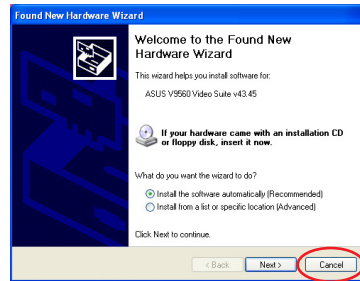 Found New Hardware Wizard
Welcome to the Found New
Hardware Wizard
This wizard helps you install software for:
ASUS V9560 Video Suite v43.45
If your hardware came with an installation CD
or floppy disk, insert it now.
What do you want the wizard to do?
Install the software automatically (Recommended)
Install from a list or specific location (Advanced)
Click Next to continue.
< Back Next > Cancel